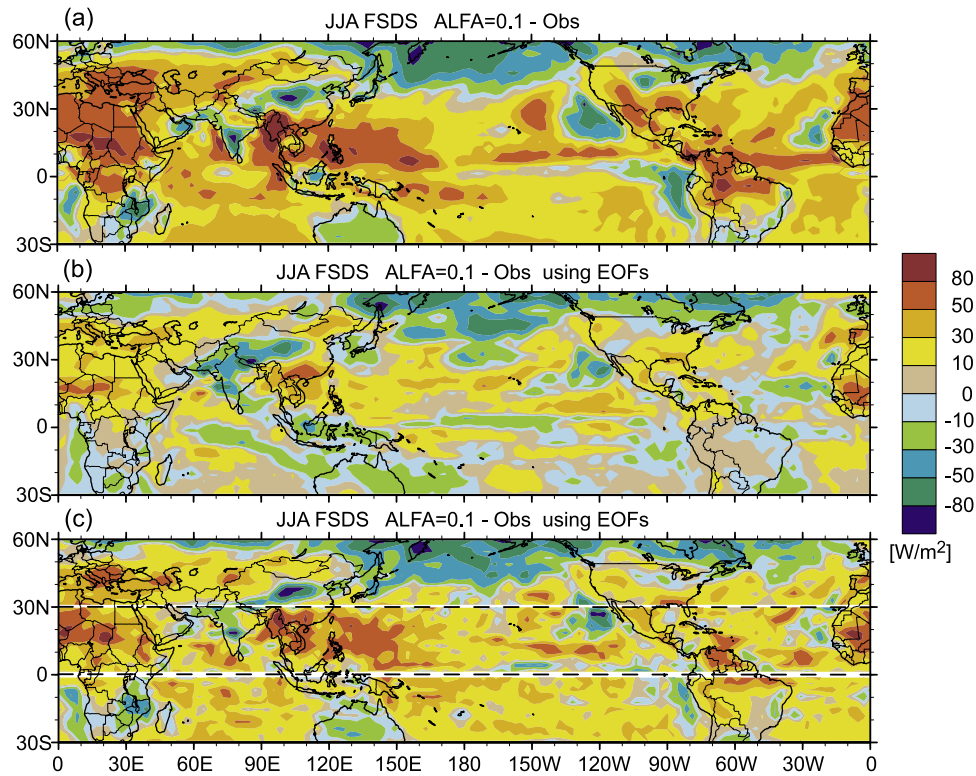 (a) JJA FSDS ALFA=0.1 - Obs
60N
30N
0
30S
(b) JJA FSDS ALFA=0.1 - Obs using EOFs
60N
30N
0
30S
(c) JJA FSDS ALFA=0.1 - Obs using EOFs
60N
30N
0
30S
0 30E 60E 90E 120E 150E 180 150W 120W 90W 60W 30W 0
80
50
30
10
0
-10
-30
-50
-80
[W/m²]